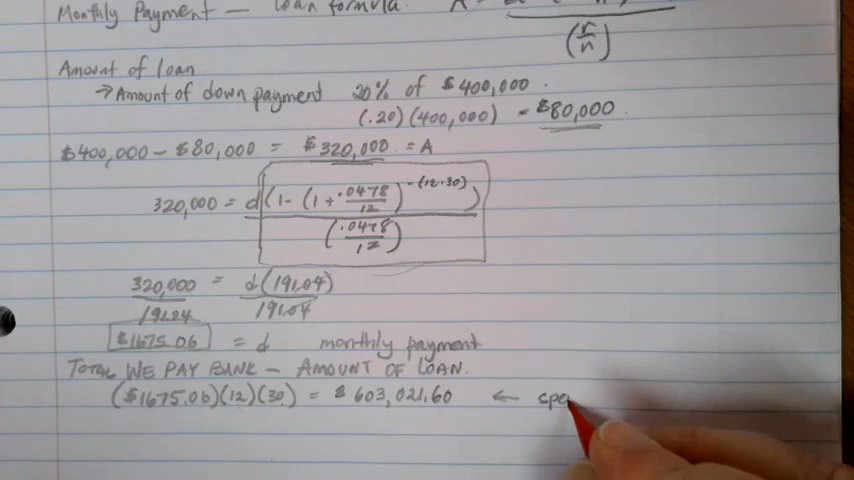 Monthly Payment — loan formula.
(r/n)
Amount of loan
→ Amount of down payment 20% of $400,000.
(.20)(400,000) = $80,000.
$400,000 - $80,000 = $320,000. = A
320,000 = d(1-(1+.0478/12)^-(12·30))
(.0478/12)
320,000 = d(191.04)
191.04 191.04
$1675.06 = d monthly payment
TOTAL WE PAY BANK - AMOUNT OF LOAN.
($1675.06)(12)(30) = $603,021.60 ← spe